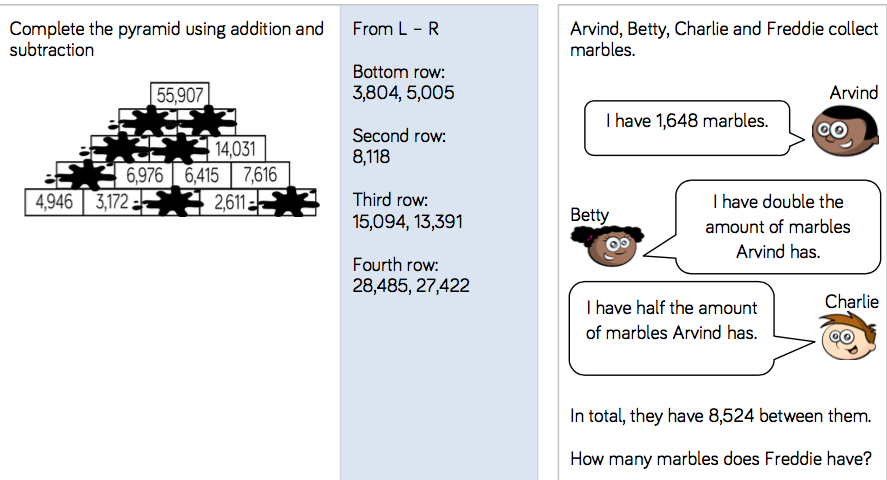 Complete the pyramid using addition and
subtraction
55,907
14,031
6,976 6,415 7,616
4,946 3,172 2,611
From L – R
Bottom row:
3,804, 5,005
Second row:
8,118
Third row:
15,094, 13,391
Fourth row:
28,485, 27,422
Arvind, Betty, Charlie and Freddie collect
marbles.
Arvind
I have 1,648 marbles.
Betty
I have double the
amount of marbles
Arvind has.
Charlie
I have half the amount
of marbles Arvind has.
In total, they have 8,524 between them.
How many marbles does Freddie have?